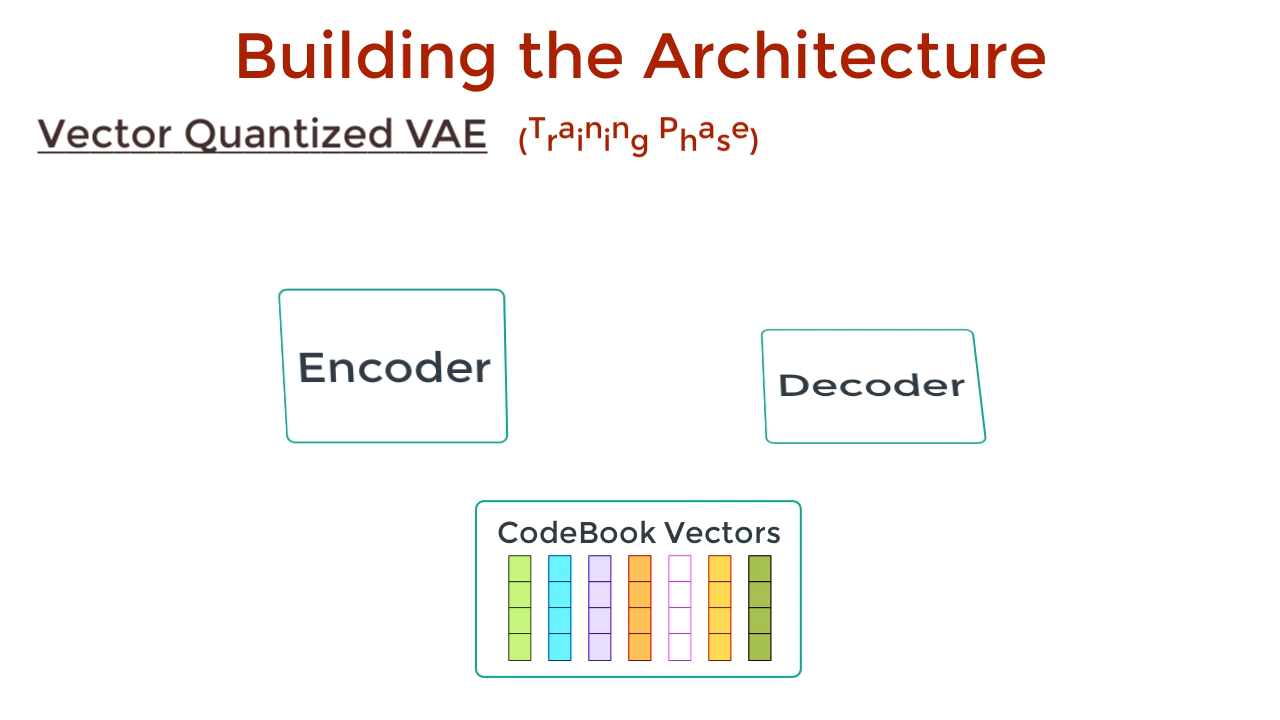 Building the Architecture
Vector Quantized VAE (Training Phase)
Encoder
Decoder
CodeBook Vectors